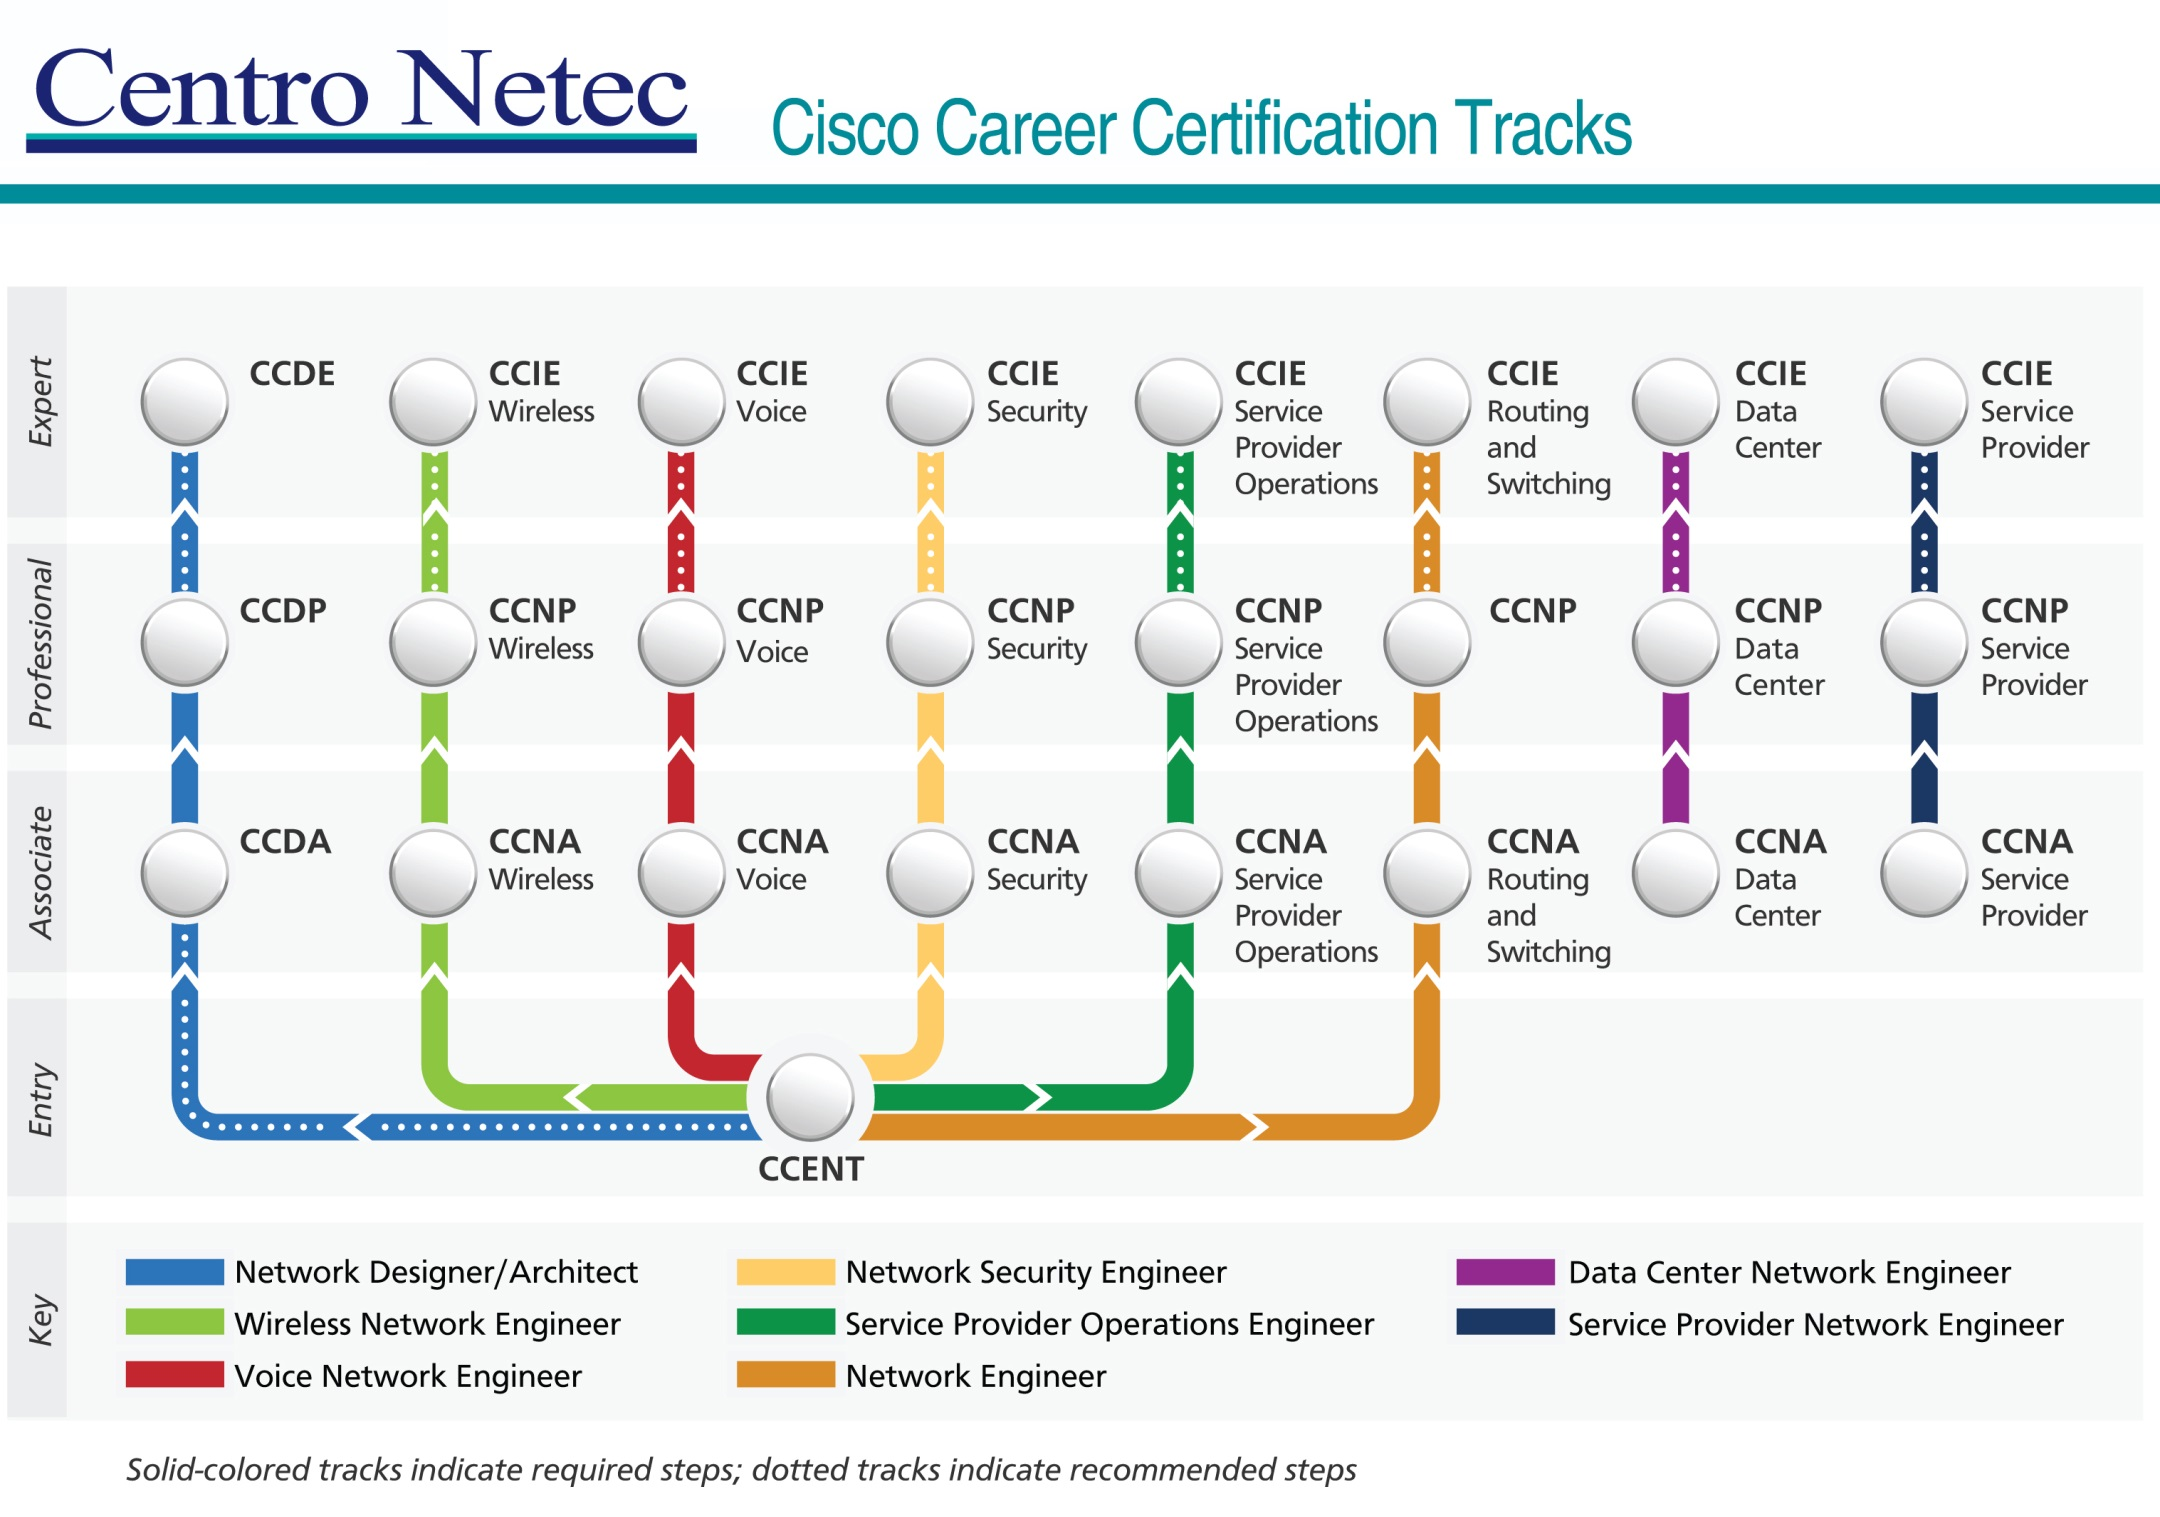 Centro Netec
Cisco Career Certification Tracks
Expert
CCDE
CCIE
Wireless
CCIE
Voice
CCIE
Security
CCIE
Service
Provider
Operations
CCIE
Routing
and
Switching
CCIE
Data
Center
CCIE
Service
Provider
Professional
CCDP
CCNP
Wireless
CCNP
Voice
CCNP
Security
CCNP
Service
Provider
Operations
CCNP
CCNP
Data
Center
CCNP
Service
Provider
Associate
CCDA
CCNA
Wireless
CCNA
Voice
CCNA
Security
CCNA
Service
Provider
Operations
CCNA
Routing
and
Switching
CCNA
Data
Center
CCNA
Service
Provider
Entry
CCENT
Key
Network Designer/Architect
Wireless Network Engineer
Voice Network Engineer
Network Security Engineer
Service Provider Operations Engineer
Network Engineer
Data Center Network Engineer
Service Provider Network Engineer
Solid-colored tracks indicate required steps; dotted tracks indicate recommended steps